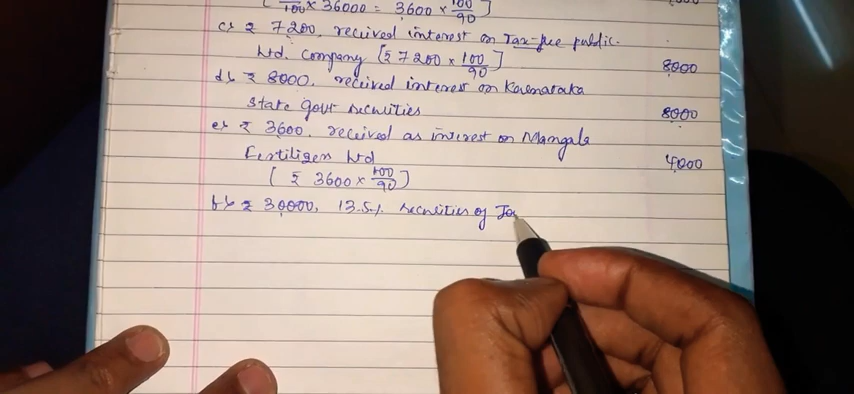 [ /100 × 36000 = 3600 × 100/90 ]
c) ₹ 7200, received interest on Tax-free public.
Ltd. Company [ ₹ 7200 × 100/90 ] 8000
d) ₹ 8000, received interest on Karnataka
State Govt securities 8000
e) ₹ 3600, received as interest on Mangala
Fertilizers Ltd 4000
[ ₹ 3600 × 100/90 ]
f) ₹ 30000, 13.5% securities of